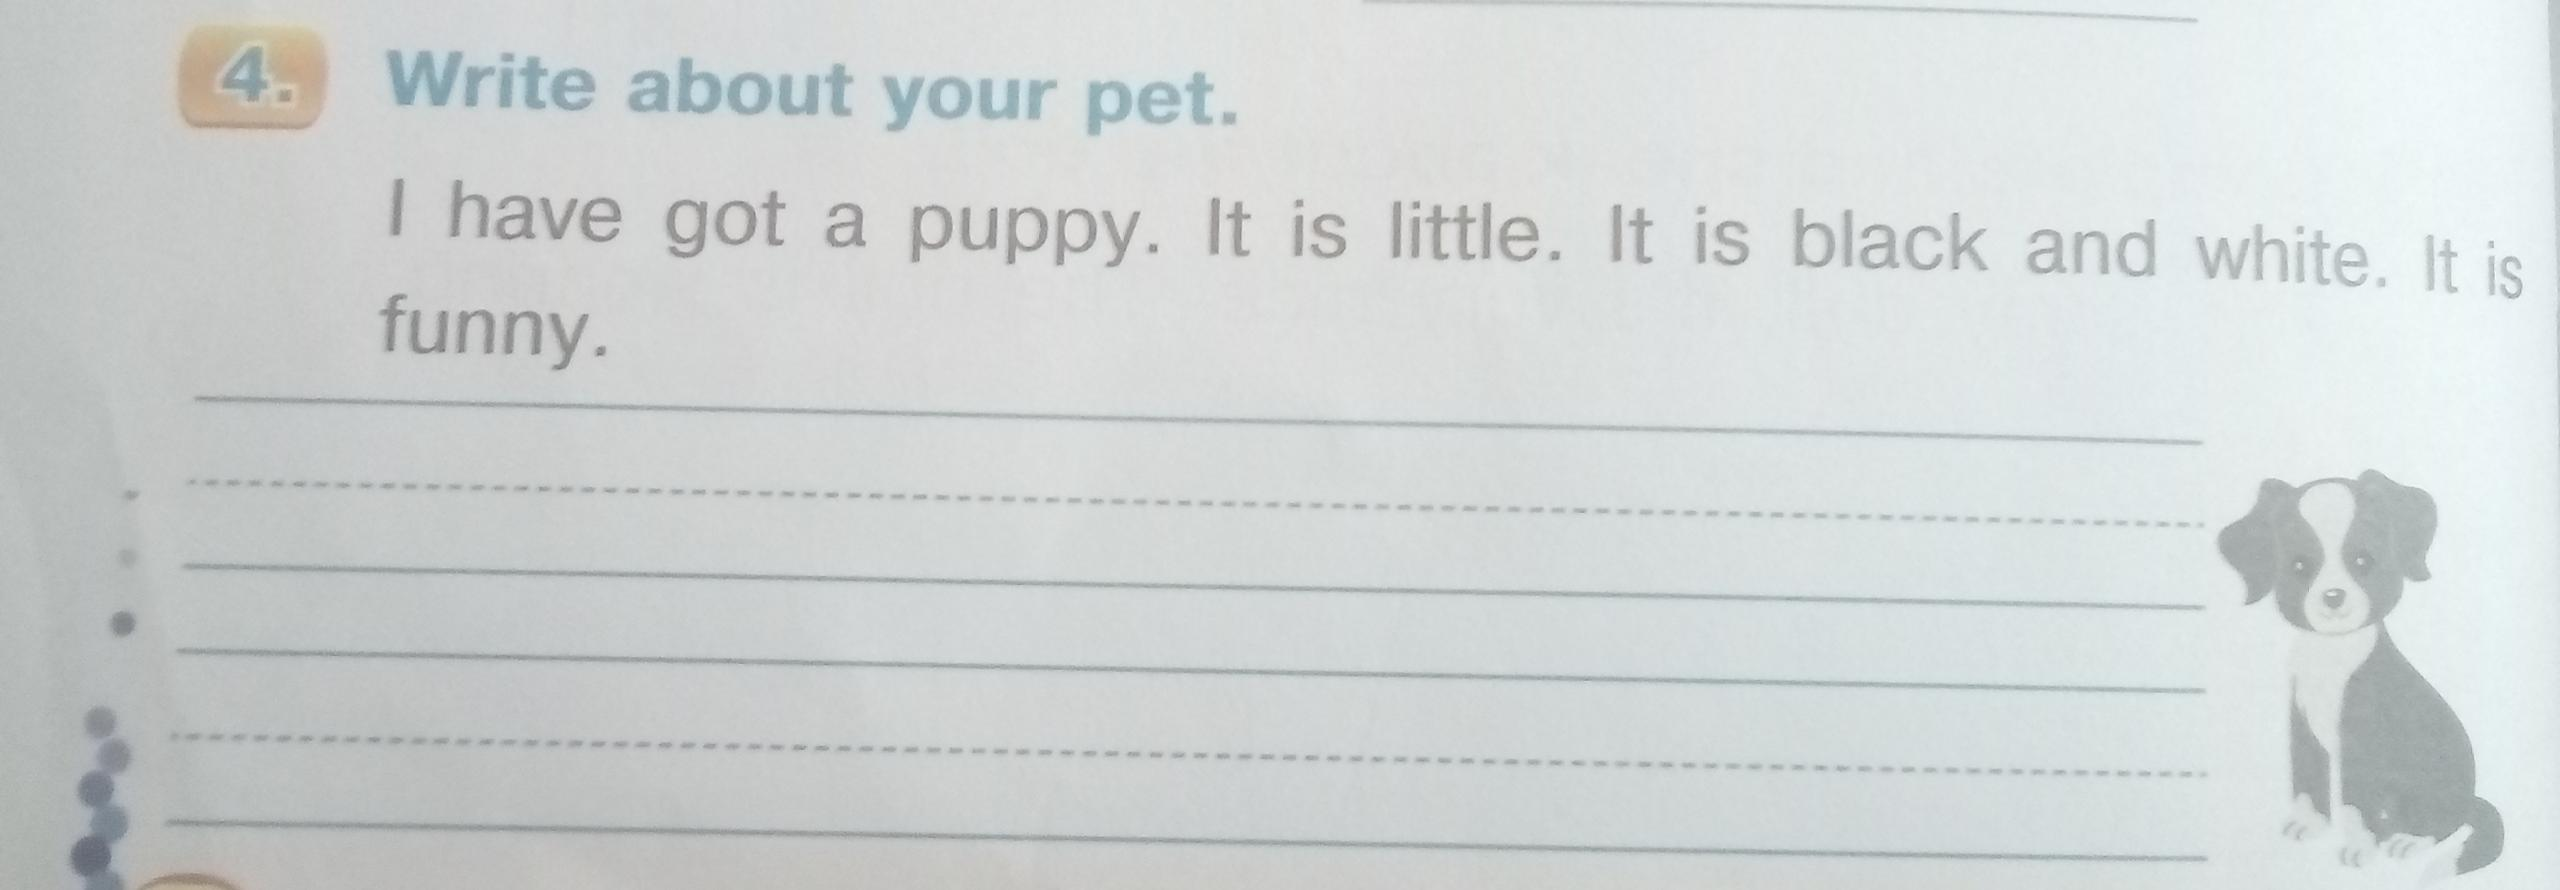 4. Write about your pet.
I have got a puppy. It is little. It is black and white. It is
funny.